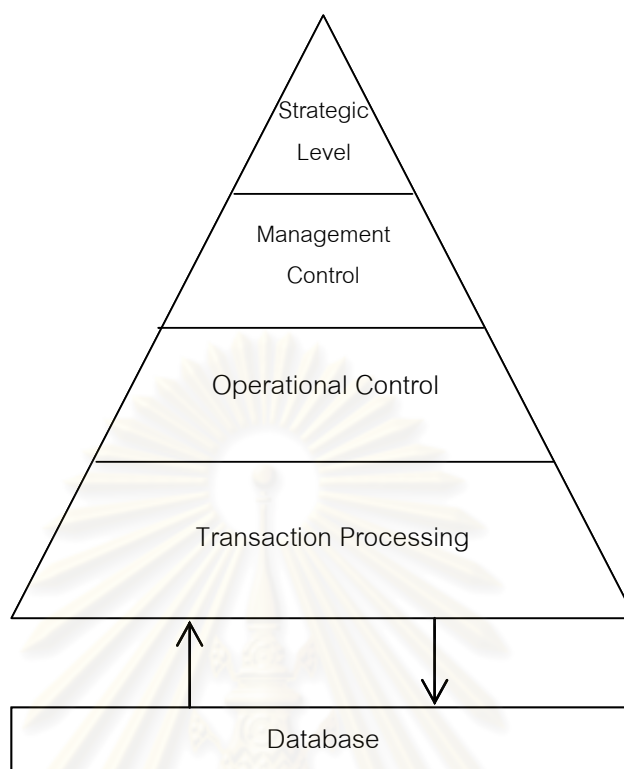 Strategic
Level
Management
Control
Operational Control
Transaction Processing
Database